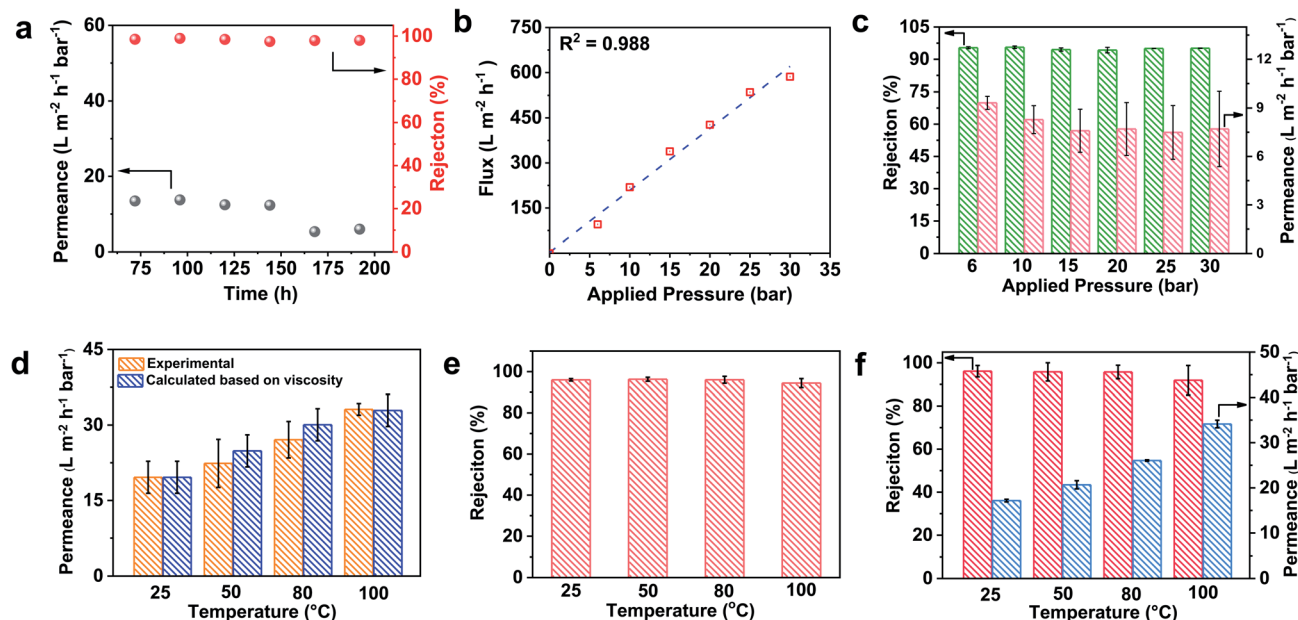 a
60
40
20
0
Permeance (L m⁻² h⁻¹ bar⁻¹)
75 100 125 150 175 200
Time (h)
100
80
60
40
20
0
Rejecton (%)
b
R² = 0.988
750
600
450
300
150
Flux (L m⁻² h⁻¹ )
0 5 10 15 20 25 30 35
Applied Pressure (bar)
c
105
90
75
60
45
30
15
0
Rejeciton (%)
6 10 15 20 25 30
Applied Pressure (bar)
12
9
6
3
0
Permeance (L m⁻² h⁻¹ bar⁻¹)
d
45
30
15
0
Permeance (L m⁻² h⁻¹ bar⁻¹)
Experimental
Calculated based on viscosity
25 50 80 100
Temperature (°C)
e
100
80
60
40
20
0
Rejeciton (%)
25 50 80 100
Temperature (°C)
f
100
80
60
40
20
0
Rejeciton (%)
25 50 80 100
Temperature (°C)
50
40
30
20
10
0
Permeance (L m⁻² h⁻¹ bar⁻¹)